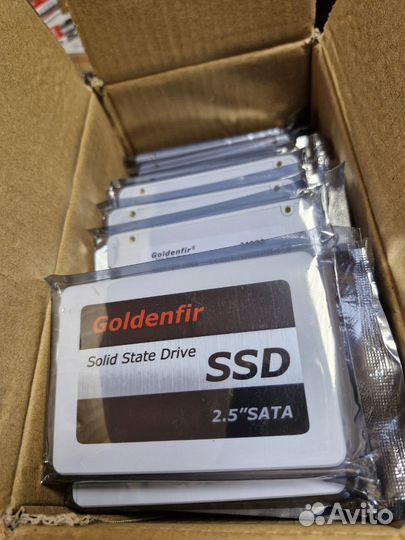 Goldenfir®
Goldenfir
Solid State Drive
SSD
2.5"SATA
Avito